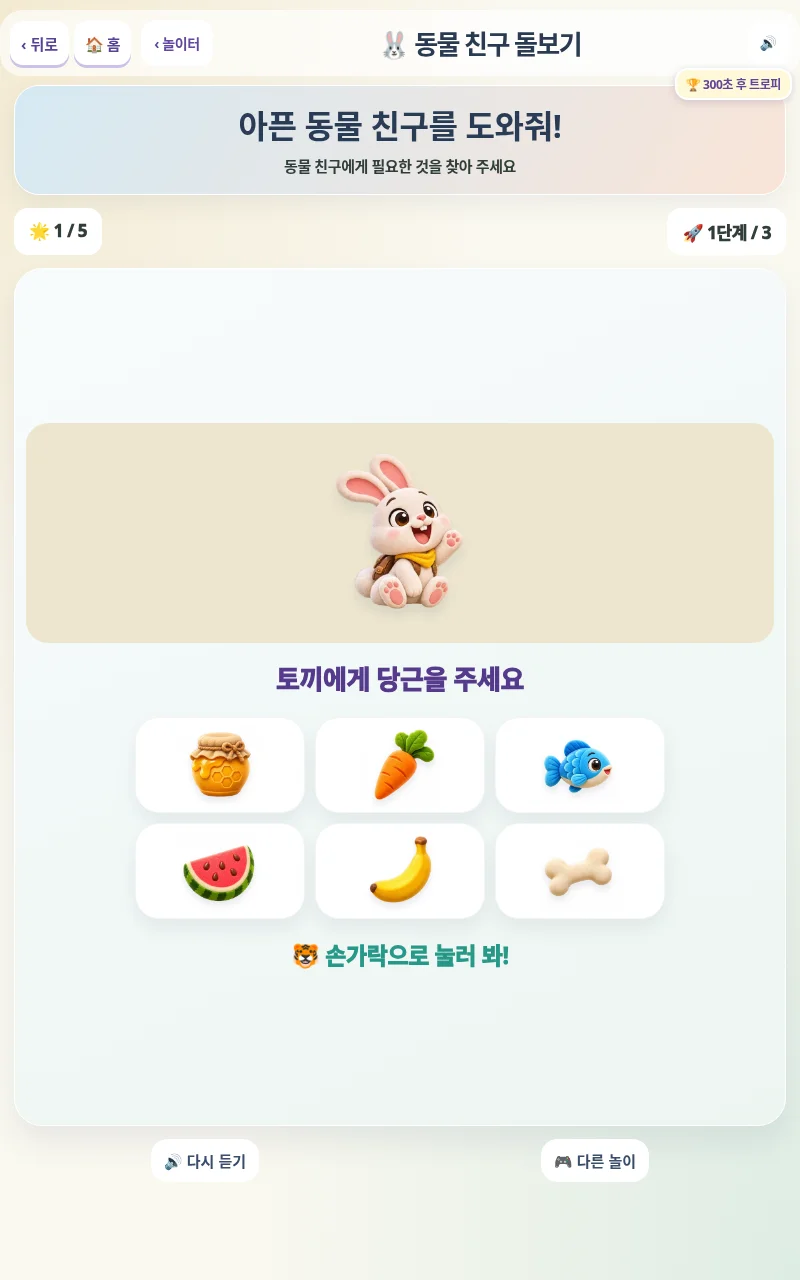 ‹ 뒤로
🏠 홈
‹ 놀이터
🐰 동물 친구 돌보기
🔊
🏆 300초 후 트로피
아픈 동물 친구를 도와줘!
동물 친구에게 필요한 것을 찾아 주세요
🌟 1 / 5
🚀 1단계 / 3
토끼에게 당근을 주세요
🐯 손가락으로 눌러 봐!
🔊 다시 듣기
🎮 다른 놀이